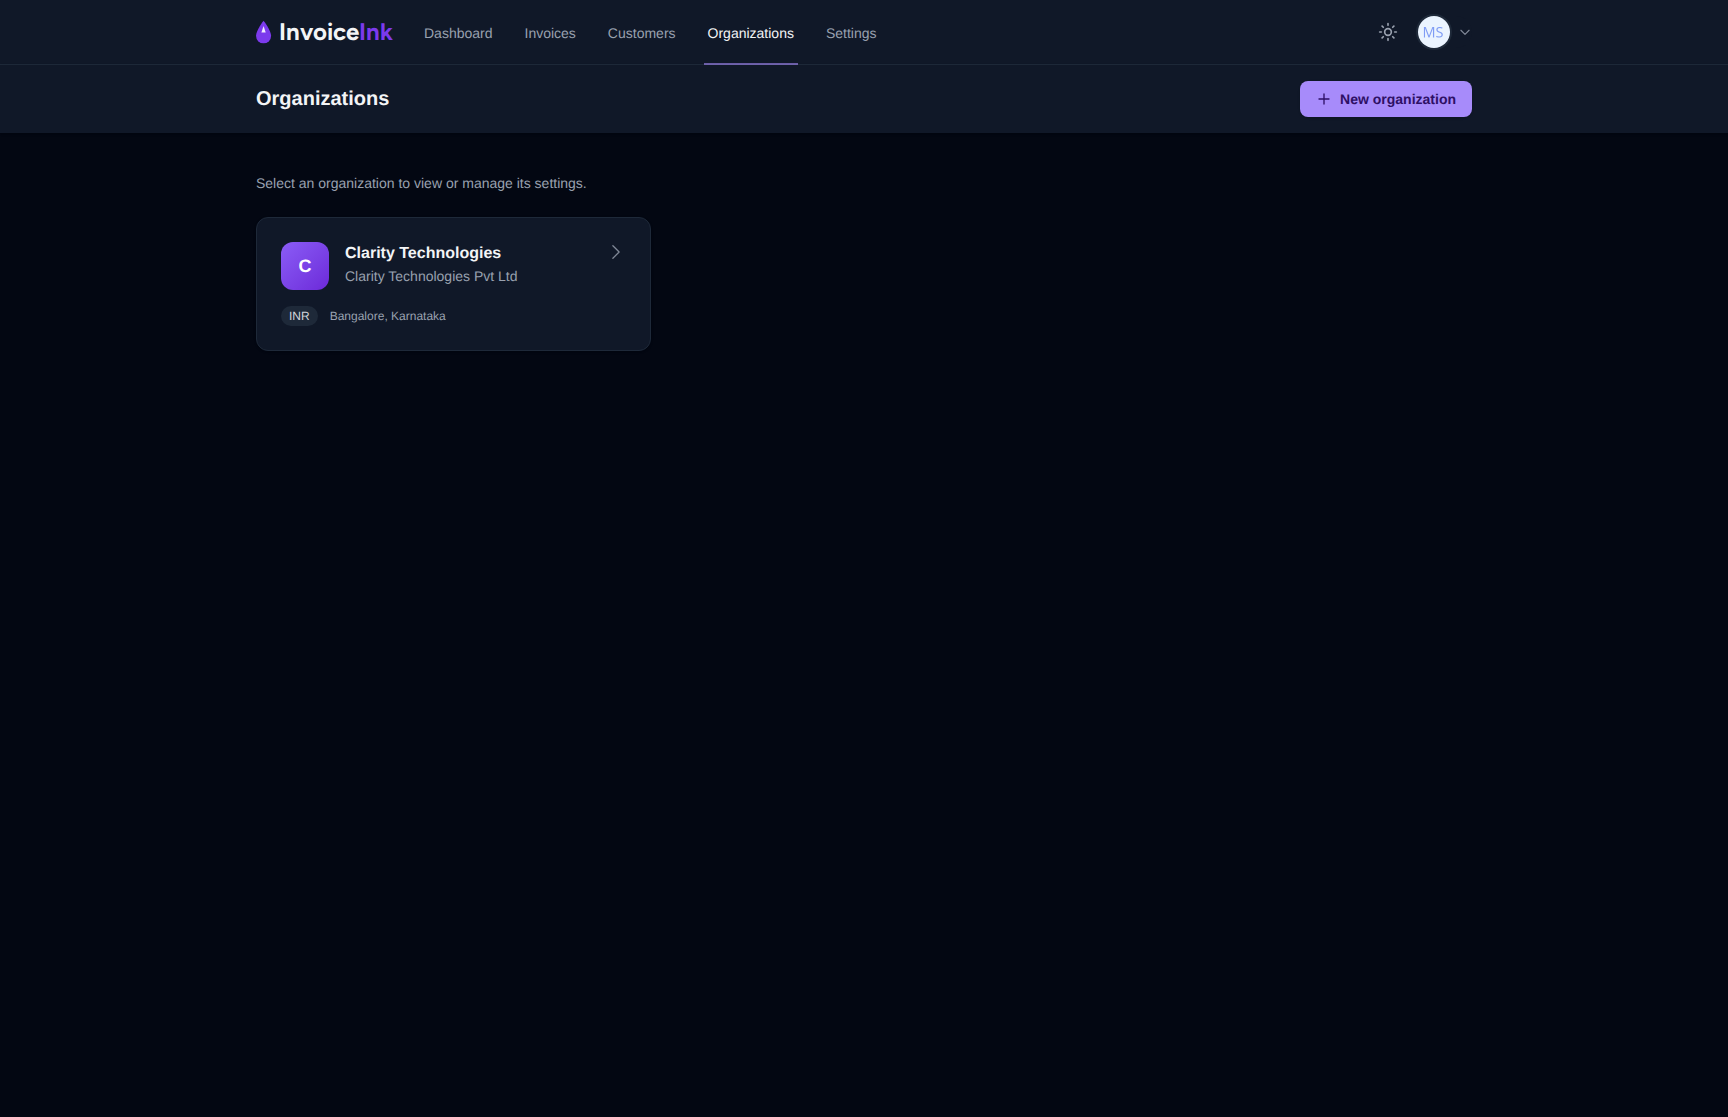 InvoiceInk Dashboard Invoices Customers Organizations Settings MS
Organizations New organization
Select an organization to view or manage its settings.
C Clarity Technologies
Clarity Technologies Pvt Ltd
INR Bangalore, Karnataka